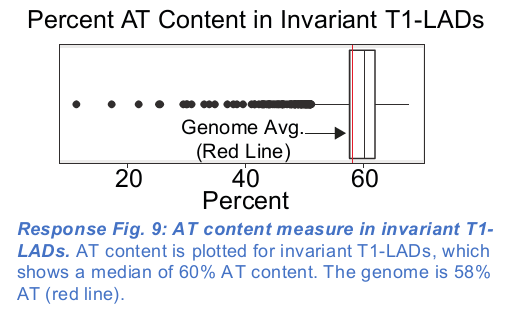 Percent AT Content in Invariant T1-LADs
Genome Avg.
(Red Line)
20 40 60
Percent
Response Fig. 9: AT content measure in invariant T1-
LADs. AT content is plotted for invariant T1-LADs, which
shows a median of 60% AT content. The genome is 58%
AT (red line).